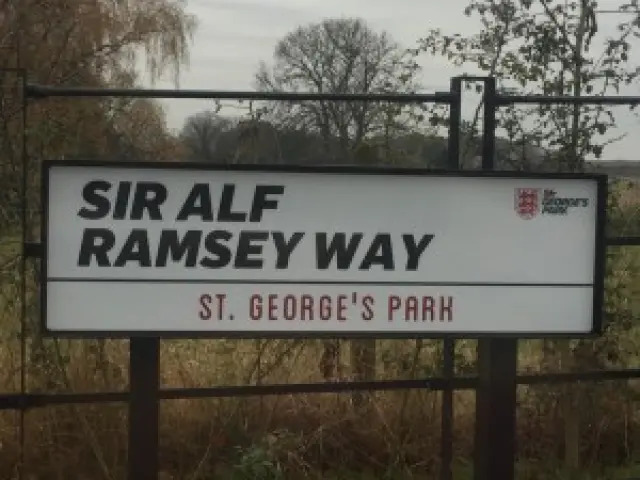 SIR ALF
RAMSEY WAY
ST. GEORGE'S PARK
ST.
GEORGE'S
PARK